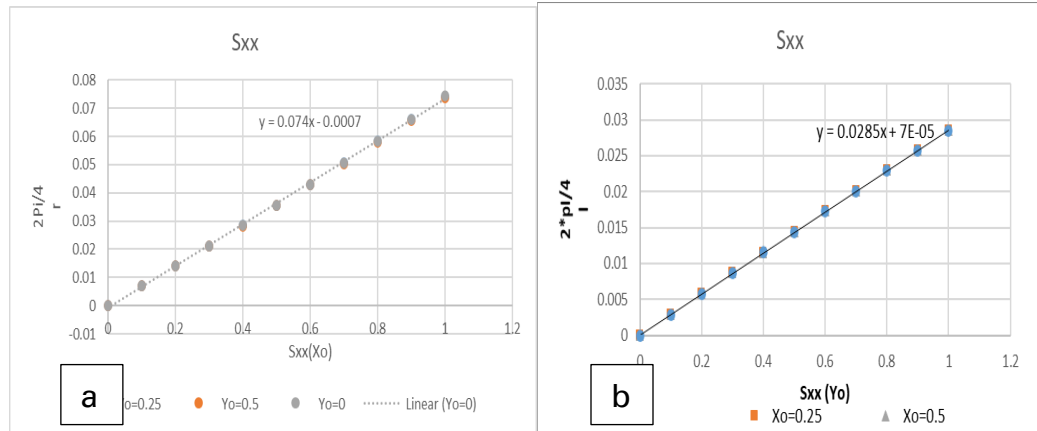 Sxx
0.08
0.07
0.06
0.05
0.04
0.03
0.02
0.01
0
-0.01
y = 0.074x - 0.0007
2Pi/4
r
0 0.2 0.4 0.6 0.8 1 1.2
Sxx(Xo)
a
o=0.25 Yo=0.5 Yo=0 Linear (Yo=0)
Sxx
0.035
0.03
0.025
0.02
0.015
0.01
0.005
0
y = 0.0285x + 7E-05
2*pI/4
I
0 0.2 0.4 0.6 0.8 1 1.2
Sxx (Yo)
b
Xo=0.25 Xo=0.5